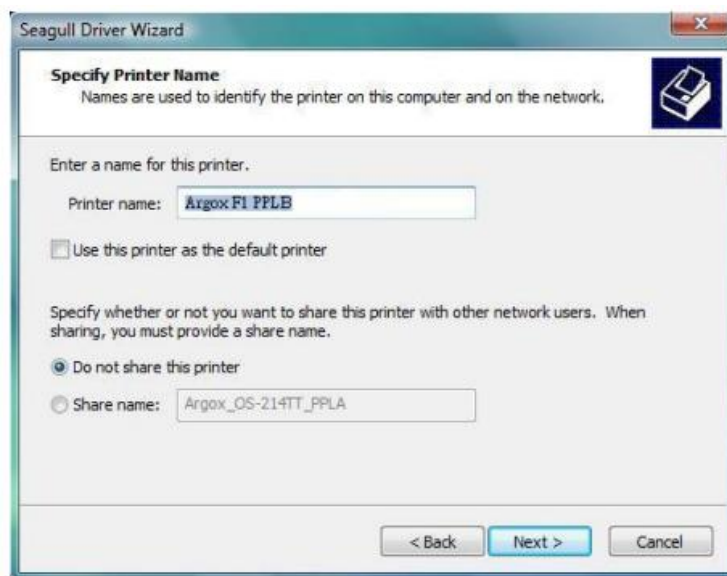 Seagull Driver Wizard
Specify Printer Name
Names are used to identify the printer on this computer and on the network.
Enter a name for this printer.
Printer name: Argox F1 PPLB
Use this printer as the default printer
Specify whether or not you want to share this printer with other network users. When
sharing, you must provide a share name.
Do not share this printer
Share name: Argox_OS-214TT_PPLA
< Back Next > Cancel